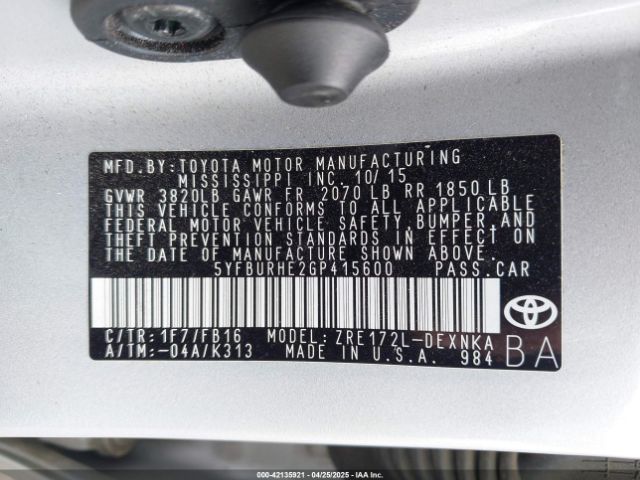 MFD. BY: TOYOTA MOTOR MANUFACTURING
MISSISSIPPI INC. 10/15
GVWR 3820LB GAWR FR 2070 LB RR 1850 LB
THIS VEHICLE CONFORMS TO ALL APPLICABLE
FEDERAL MOTOR VEHICLE SAFETY, BUMPER AND
THEFT PREVENTION STANDARDS IN EFFECT ON
THE DATE OF MANUFACTURE SHOWN ABOVE.
5YFBURHE2GP415600 PASS. CAR
C/TR: 1F7/FB16 MODEL: ZRE172L-DEXNKA
A/TM: -04A/K313 MADE IN U.S.A. 984
BA
00-42135921 - 04/25/2025 - IAA Inc.